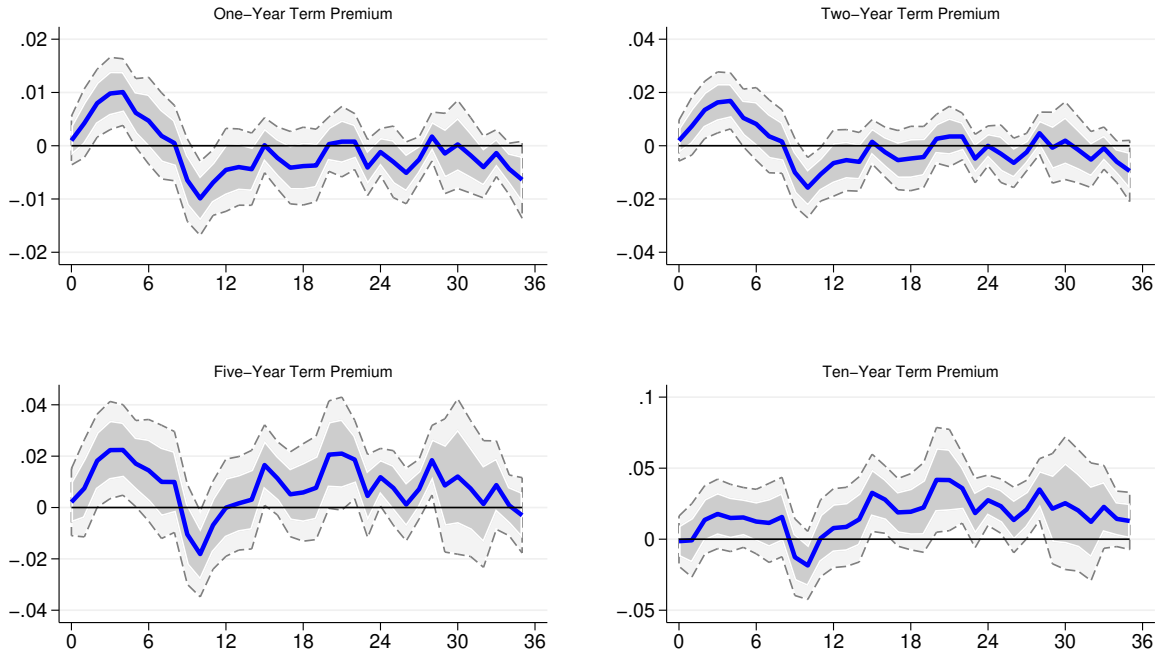 One−Year Term Premium
.02
.01
0
−.01
−.02
0 6 12 18 24 30 36
Two−Year Term Premium
.04
.02
0
−.02
−.04
0 6 12 18 24 30 36
Five−Year Term Premium
.04
.02
0
−.02
−.04
0 6 12 18 24 30 36
Ten−Year Term Premium
.1
.05
0
−.05
0 6 12 18 24 30 36